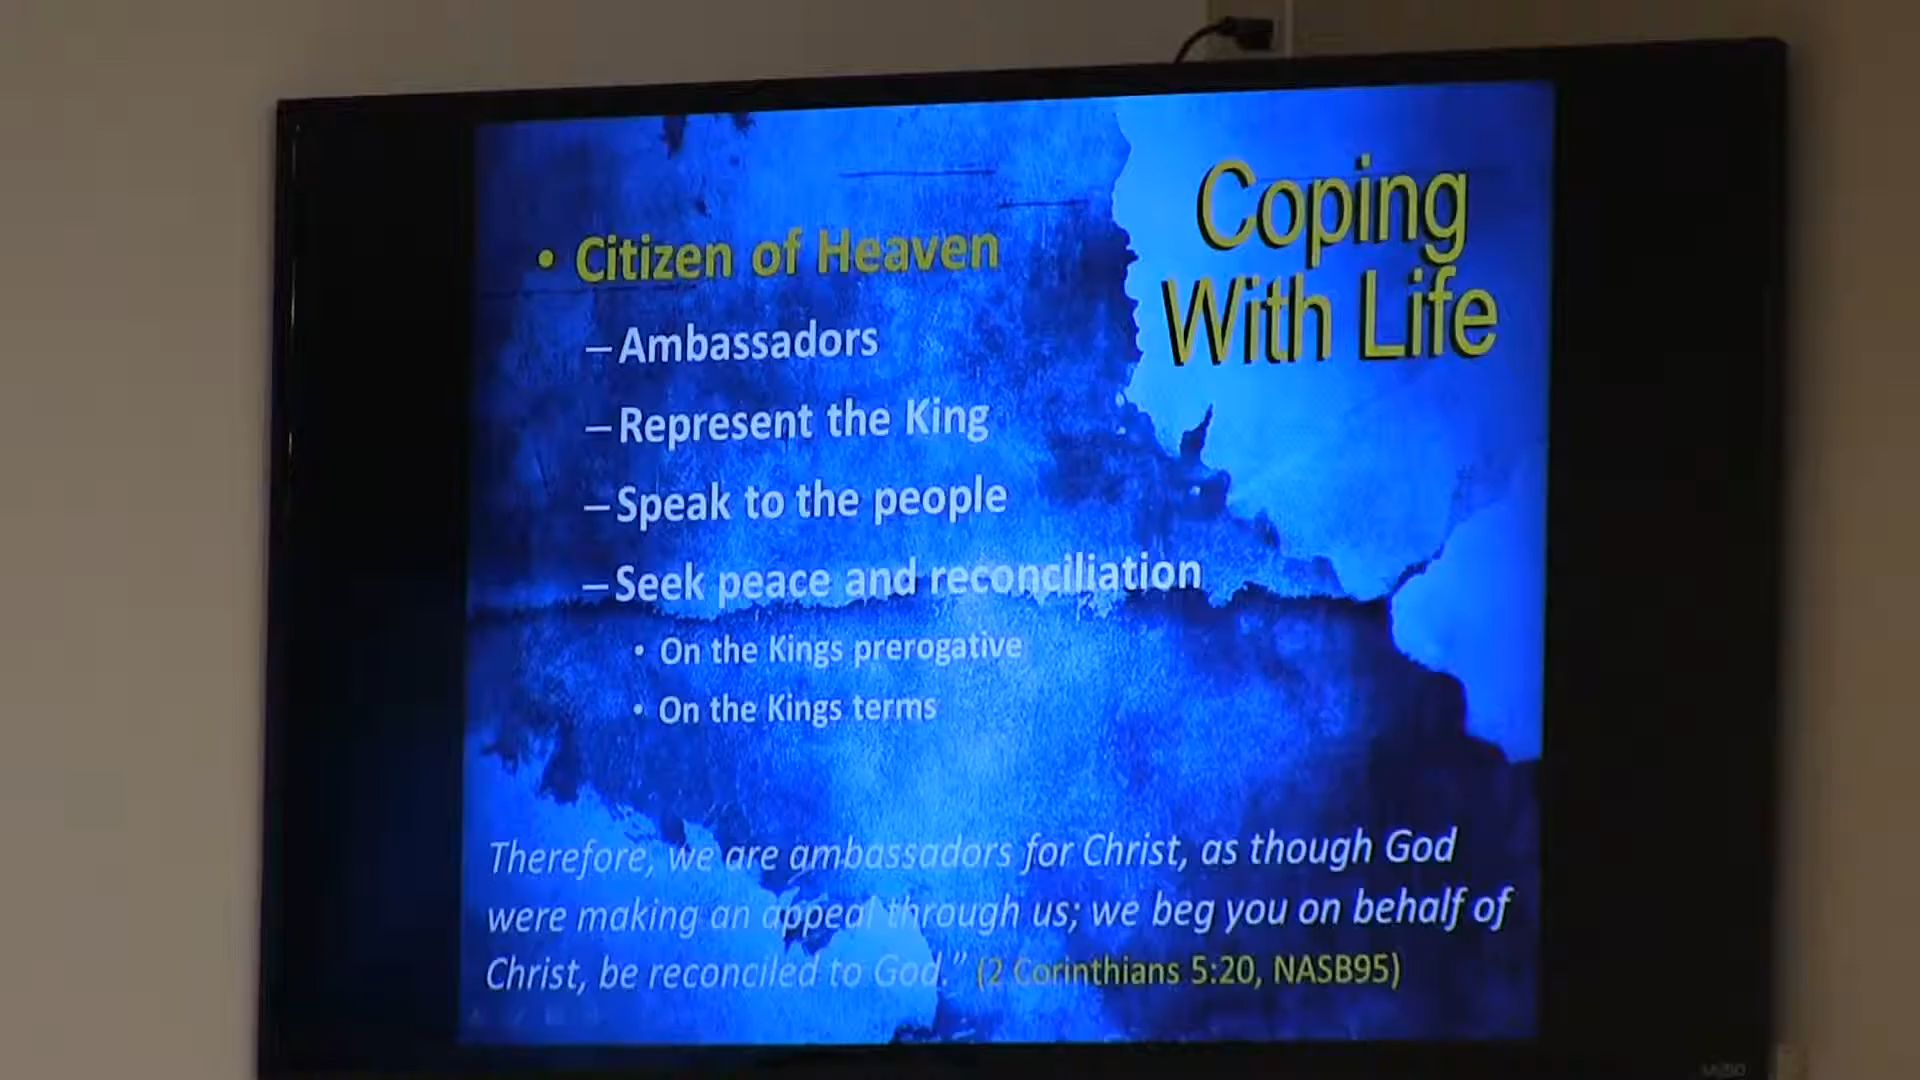 Coping
With Life
• Citizen of Heaven
– Ambassadors
– Represent the King
– Speak to the people
– Seek peace and reconciliation
• On the Kings prerogative
• On the Kings terms
Therefore, we are ambassadors for Christ, as though God
were making an appeal through us; we beg you on behalf of
Christ, be reconciled to God.” (2 Corinthians 5:20, NASB95)
VIZIO